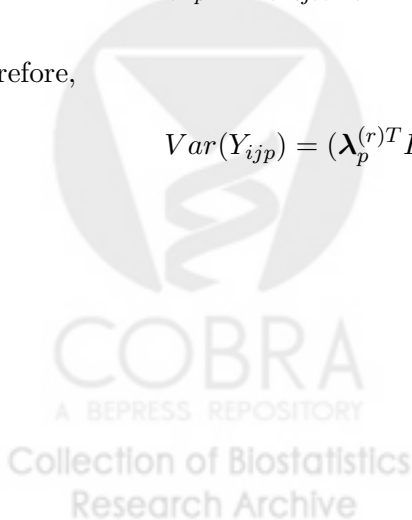 refore,
Var(Y_{ijp}) = (λ_p^{(r)T}
COBRA
A BEPRESS REPOSITORY
Collection of Biostatistics
Research Archive